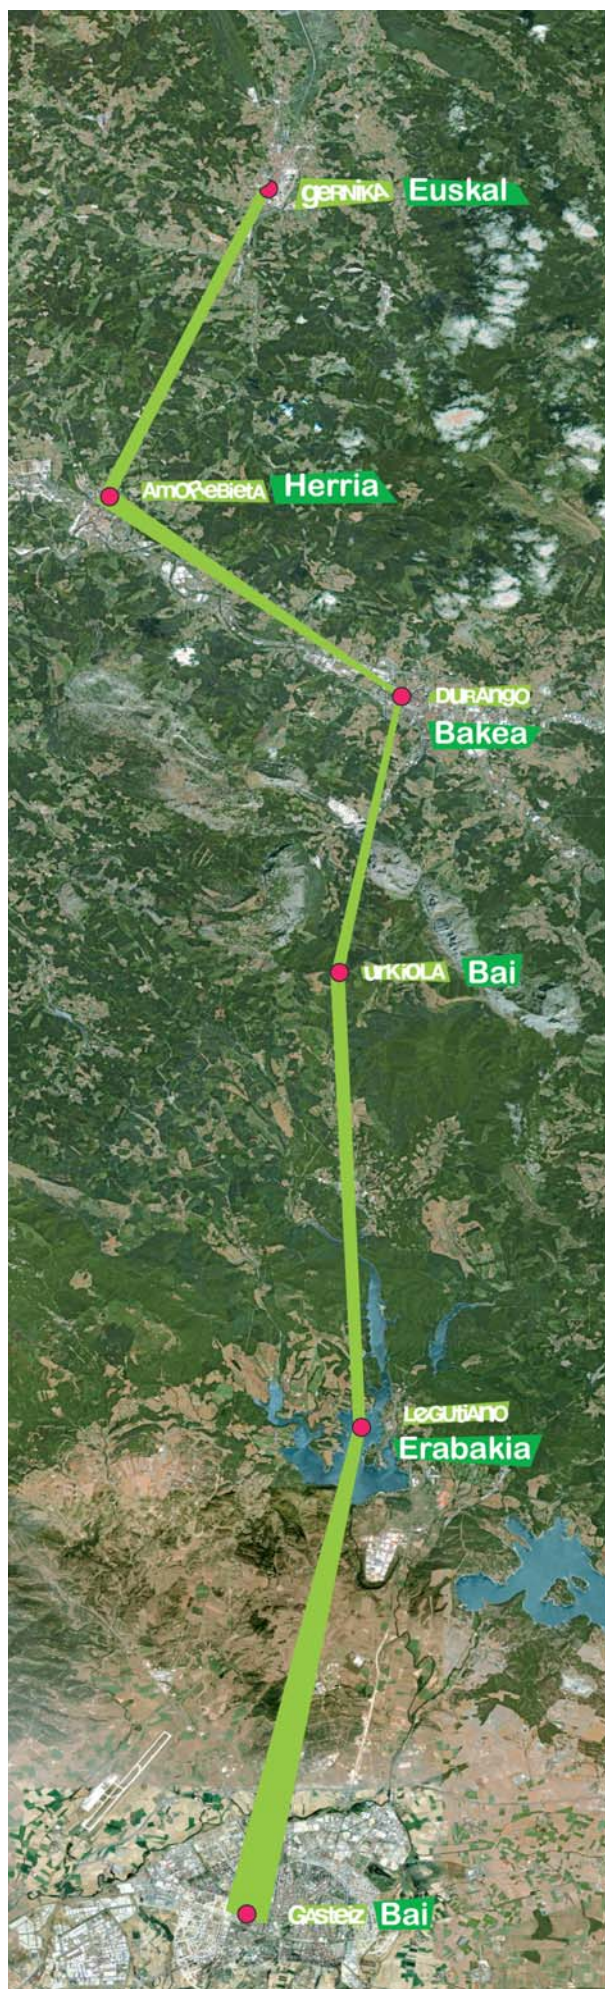 GERNIKA Euskal
AMOREBIETA Herria
DURANGO
Bakea
URKIOLA Bai
LEGUTIANO
Erabakia
GASTEIZ Bai